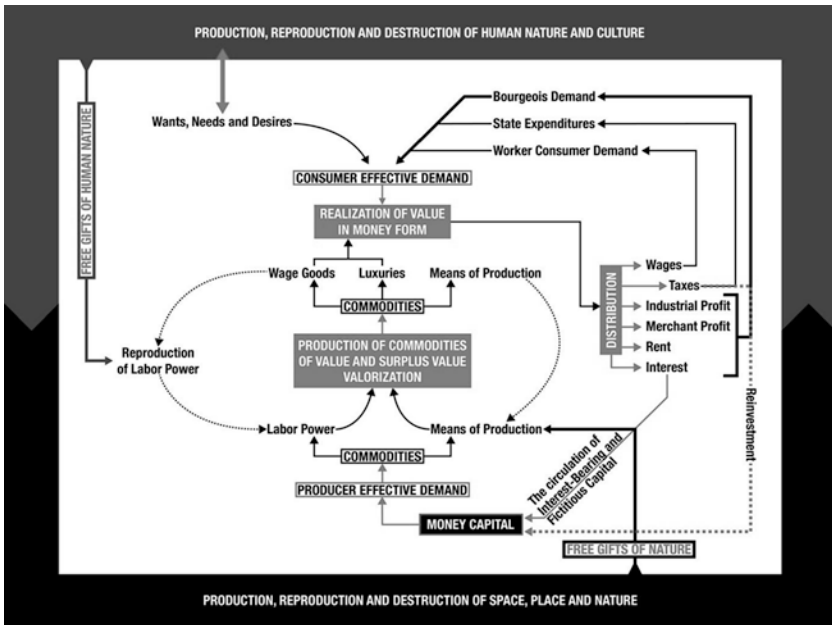 PRODUCTION, REPRODUCTION AND DESTRUCTION OF HUMAN NATURE AND CULTURE
FREE GIFTS OF HUMAN NATURE
Wants, Needs and Desires
Bourgeois Demand
State Expenditures
Worker Consumer Demand
CONSUMER EFFECTIVE DEMAND
REALIZATION OF VALUE
IN MONEY FORM
Wage Goods
Luxuries
Means of Production
COMMODITIES
DISTRIBUTION
Wages
Taxes
Industrial Profit
Merchant Profit
Rent
Interest
PRODUCTION OF COMMODITIES
OF VALUE AND SURPLUS VALUE
VALORIZATION
Reproduction
of Labor Power
Labor Power
Means of Production
COMMODITIES
PRODUCER EFFECTIVE DEMAND
MONEY CAPITAL
The circulation of
Interest-Bearing and
Fictitious Capital
Reinvestment
FREE GIFTS OF NATURE
PRODUCTION, REPRODUCTION AND DESTRUCTION OF SPACE, PLACE AND NATURE